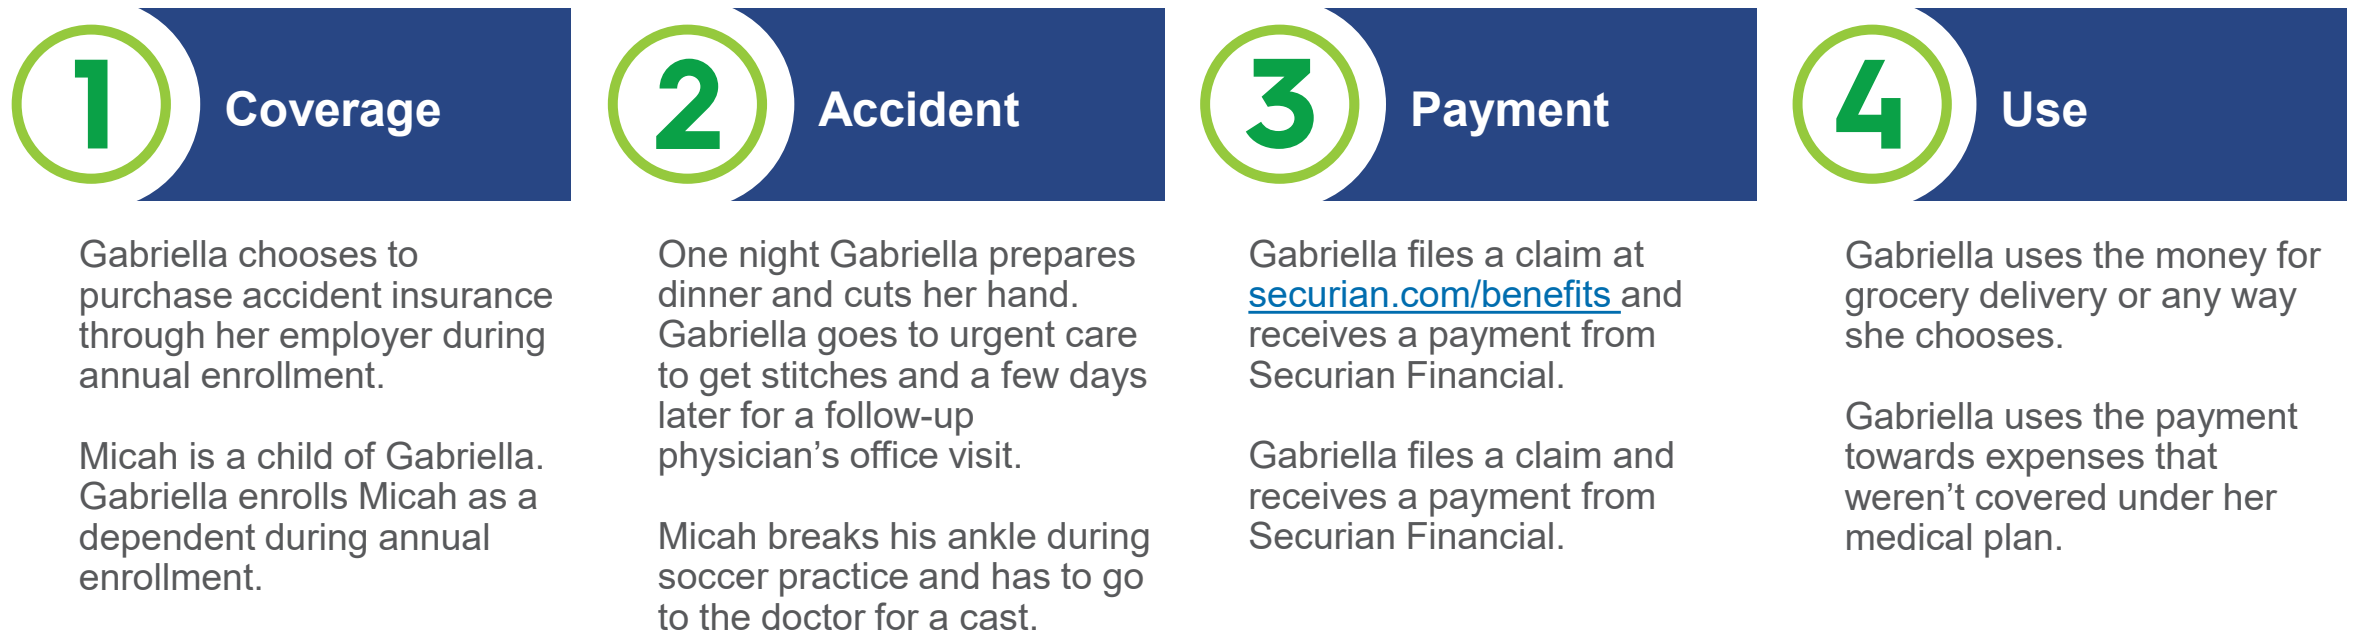 1
Coverage
Gabriella chooses to
purchase accident insurance
through her employer during
annual enrollment.
Micah is a child of Gabriella.
Gabriella enrolls Micah as a
dependent during annual
enrollment.
2
Accident
One night Gabriella prepares
dinner and cuts her hand.
Gabriella goes to urgent care
to get stitches and a few days
later for a follow-up
physician’s office visit.
Micah breaks his ankle during
soccer practice and has to go
to the doctor for a cast.
3
Payment
Gabriella files a claim at
securian.com/benefits and
receives a payment from
Securian Financial.
Gabriella files a claim and
receives a payment from
Securian Financial.
4
Use
Gabriella uses the money for
grocery delivery or any way
she chooses.
Gabriella uses the payment
towards expenses that
weren’t covered under her
medical plan.